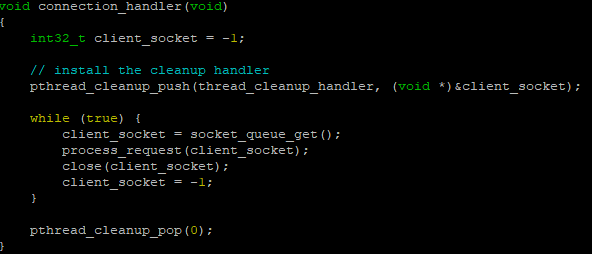 void connection_handler(void)
{
    int32_t client_socket = -1;

    // install the cleanup handler
    pthread_cleanup_push(thread_cleanup_handler, (void *)&client_socket);

    while (true) {
        client_socket = socket_queue_get();
        process_request(client_socket);
        close(client_socket);
        client_socket = -1;
    }

    pthread_cleanup_pop(0);
}